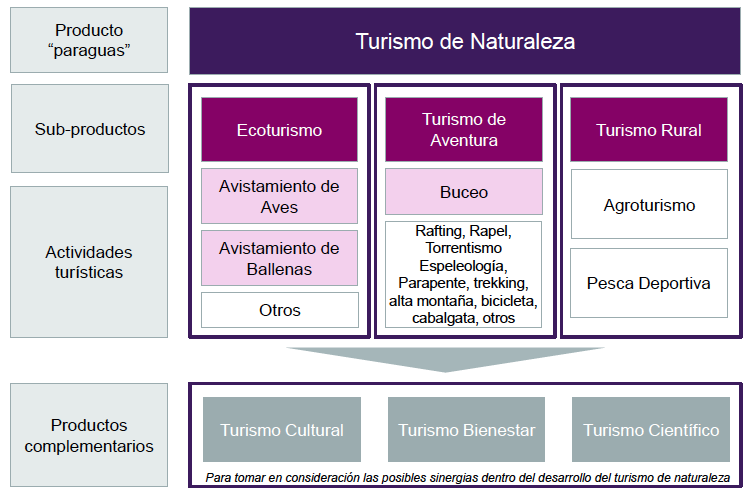 Producto
“paraguas”
Turismo de Naturaleza
Sub-productos
Ecoturismo
Turismo de
Aventura
Turismo Rural
Actividades
turísticas
Avistamiento de
Aves
Avistamiento de
Ballenas
Otros
Buceo
Rafting, Rapel,
Torrentismo
Espeleología,
Parapente, trekking,
alta montaña, bicicleta,
cabalgata, otros
Agroturismo
Pesca Deportiva
Productos
complementarios
Turismo Cultural
Turismo Bienestar
Turismo Científico
Para tomar en consideración las posibles sinergias dentro del desarrollo del turismo de naturaleza